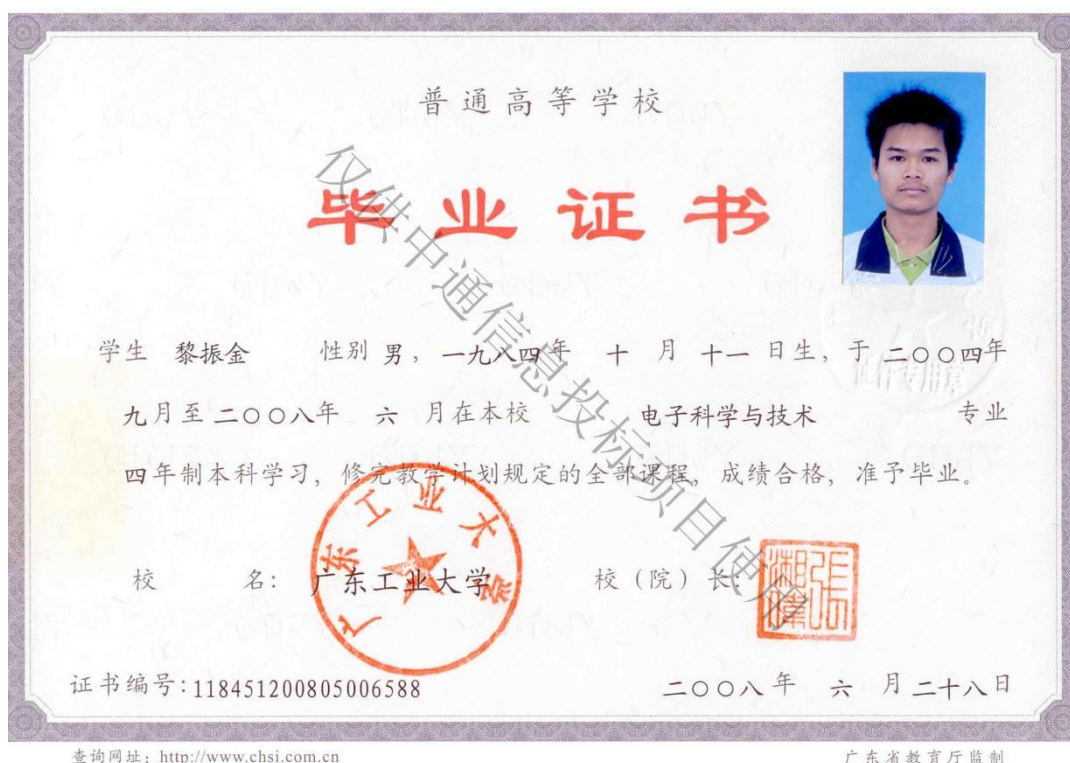 普通高等学校
毕业证书
学生 黎振金 性别 男，一九八四年 十 月 十一 日生，于 二〇〇四年
九月至 二〇〇八年 六 月在本校 电子科学与技术 专业
四年制本科学习，修完教学计划规定的全部课程，成绩合格，准予毕业。
校 名：广东工业大学 校（院）长：
广东工业大学
证书编号：118451200805006588 二〇〇八 年 六 月 二十八 日
查询网址：http://www.chsi.com.cn 广东省教育厅监制
仅供中通信息投标项目使用